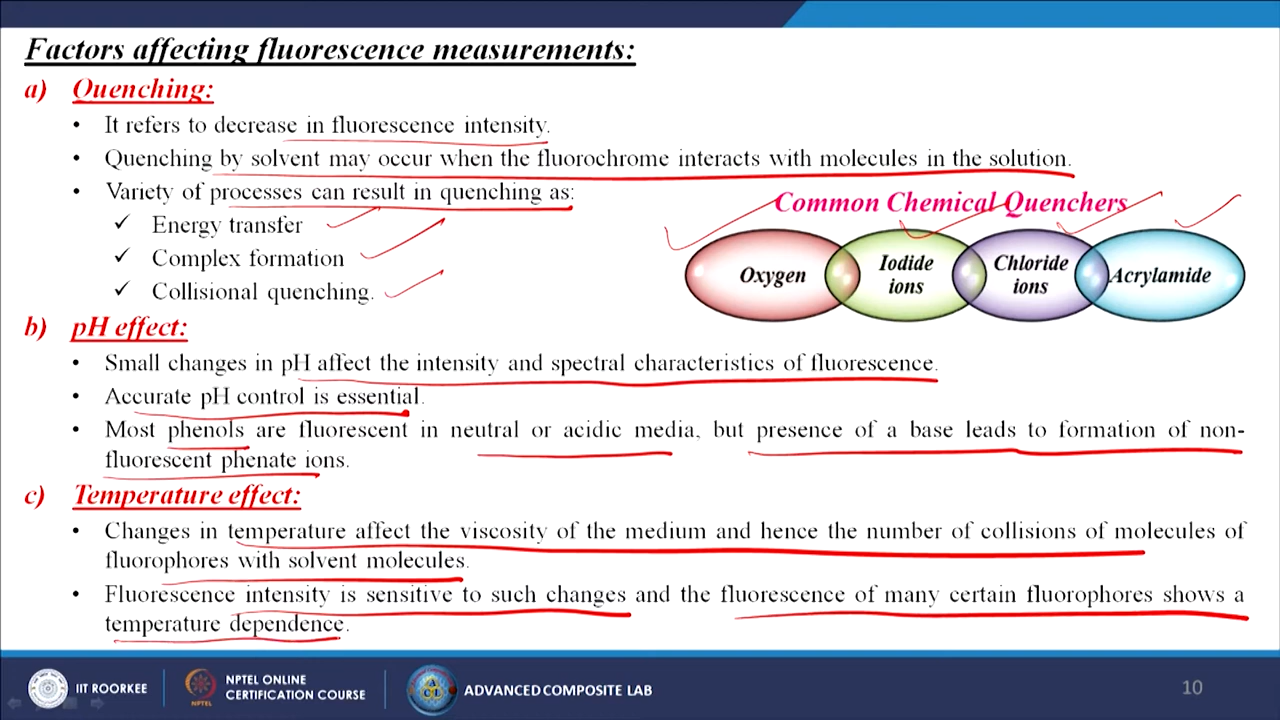 Factors affecting fluorescence measurements:
a) Quenching:
• It refers to decrease in fluorescence intensity.
• Quenching by solvent may occur when the fluorochrome interacts with molecules in the solution.
• Variety of processes can result in quenching as:
✓ Energy transfer
✓ Complex formation
✓ Collisional quenching.
Common Chemical Quenchers
Oxygen
Iodide
ions
Chloride
ions
Acrylamide
b) pH effect:
• Small changes in pH affect the intensity and spectral characteristics of fluorescence.
• Accurate pH control is essential.
• Most phenols are fluorescent in neutral or acidic media, but presence of a base leads to formation of non-
fluorescent phenate ions.
c) Temperature effect:
• Changes in temperature affect the viscosity of the medium and hence the number of collisions of molecules of
fluorophores with solvent molecules.
• Fluorescence intensity is sensitive to such changes and the fluorescence of many certain fluorophores shows a
temperature dependence.
IIT ROORKEE
NPTEL ONLINE
CERTIFICATION COURSE
NPTEL
ADVANCED COMPOSITE LAB
10